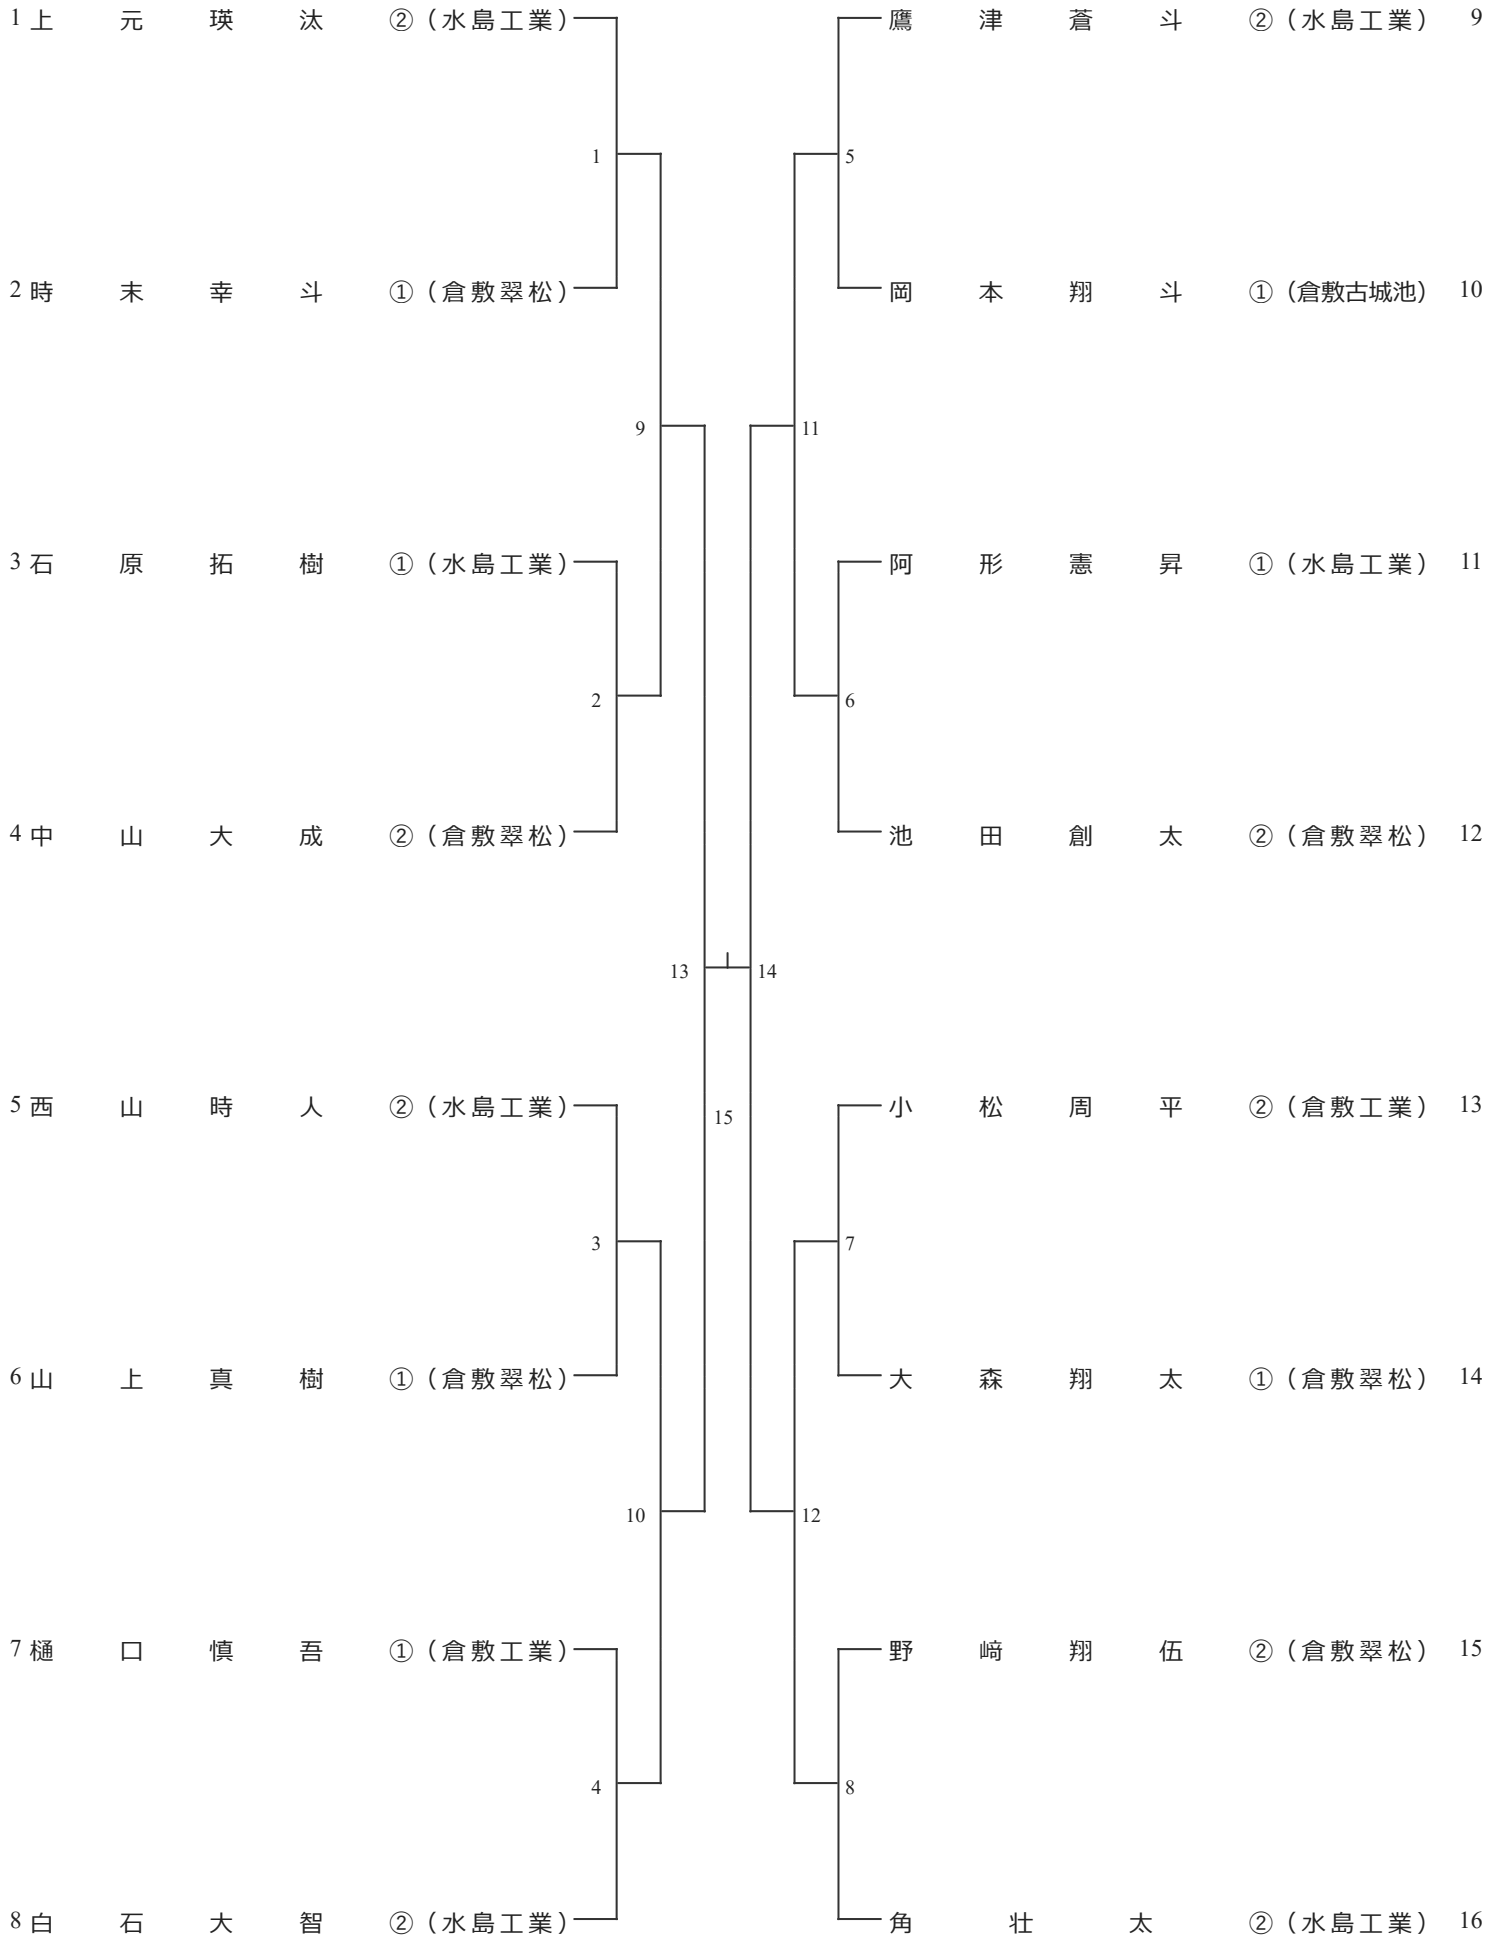 1 上元瑛汰 ②（水島工業） 鷹津蒼斗 ②（水島工業） 9
1 5
2 時末幸斗 ①（倉敷翠松） 岡本翔斗 ①（倉敷古城池） 10
9 11
3 石原拓樹 ①（水島工業） 阿形憲昇 ①（水島工業） 11
2 6
4 中山大成 ②（倉敷翠松） 池田創太 ②（倉敷翠松） 12
13 14
5 西山時人 ②（水島工業） 小松周平 ②（倉敷工業） 13
15
3 7
6 山上真樹 ①（倉敷翠松） 大森翔太 ①（倉敷翠松） 14
10 12
7 樋口慎吾 ①（倉敷工業） 野﨑翔伍 ②（倉敷翠松） 15
4 8
8 白石大智 ②（水島工業） 角壮太 ②（水島工業） 16